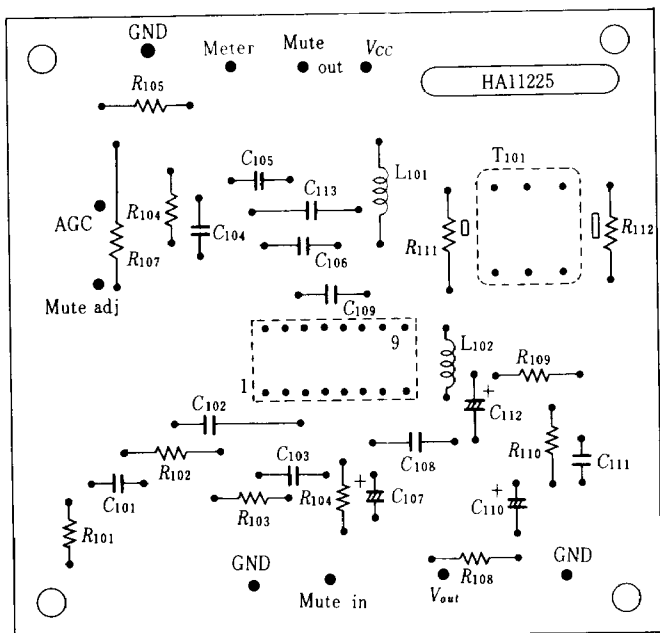 GND
Meter
Mute
out
VCC
HA11225
R105
T101
C105
L101
C113
R104
AGC
C104
R107
R111
R112
C106
Mute adj
C109
9
1
L102
R109
C102
C112
R102
C108
R110
C111
C103
C101
R103
R104
C107
C110
R101
GND
Mute in
R108
Vout
GND